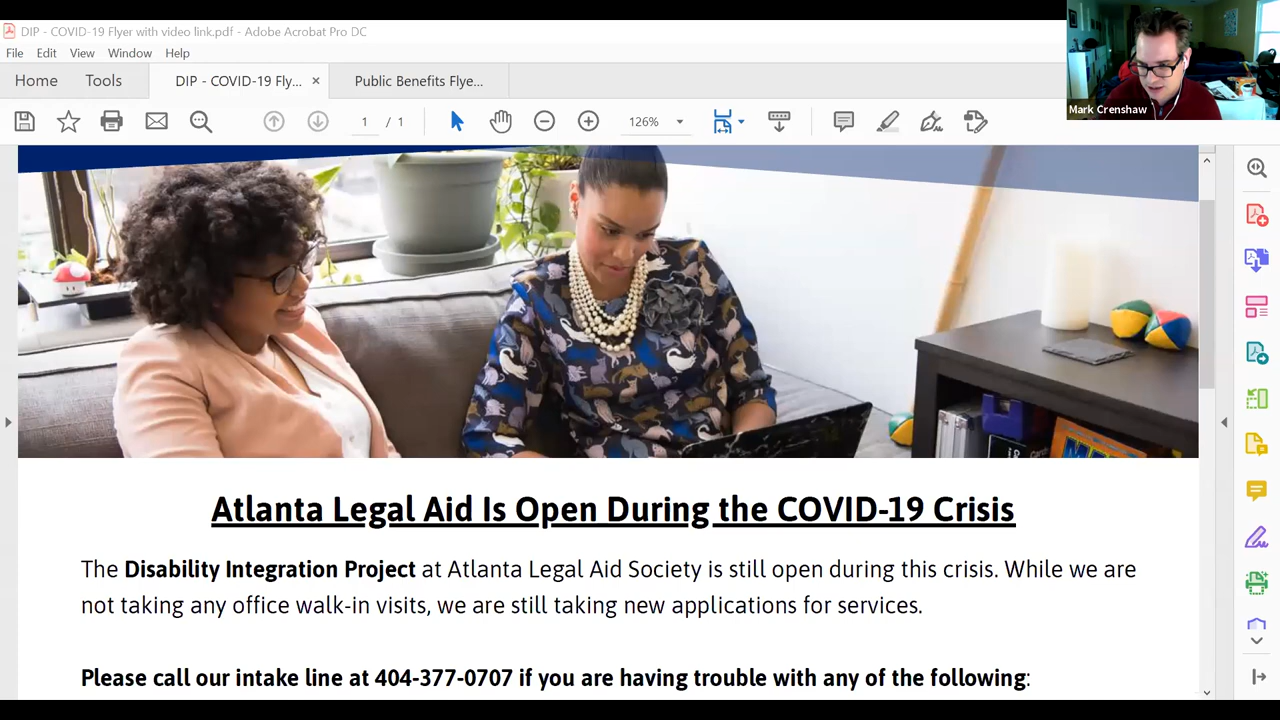 DIP - COVID-19 Flyer with video link.pdf - Adobe Acrobat Pro DC
File Edit View Window Help
Home Tools DIP - COVID-19 Fly... × Public Benefits Flye...
1 / 1 126%
Mark Crenshaw
Atlanta Legal Aid Is Open During the COVID-19 Crisis
The Disability Integration Project at Atlanta Legal Aid Society is still open during this crisis. While we are
not taking any office walk-in visits, we are still taking new applications for services.
Please call our intake line at 404-377-0707 if you are having trouble with any of the following: